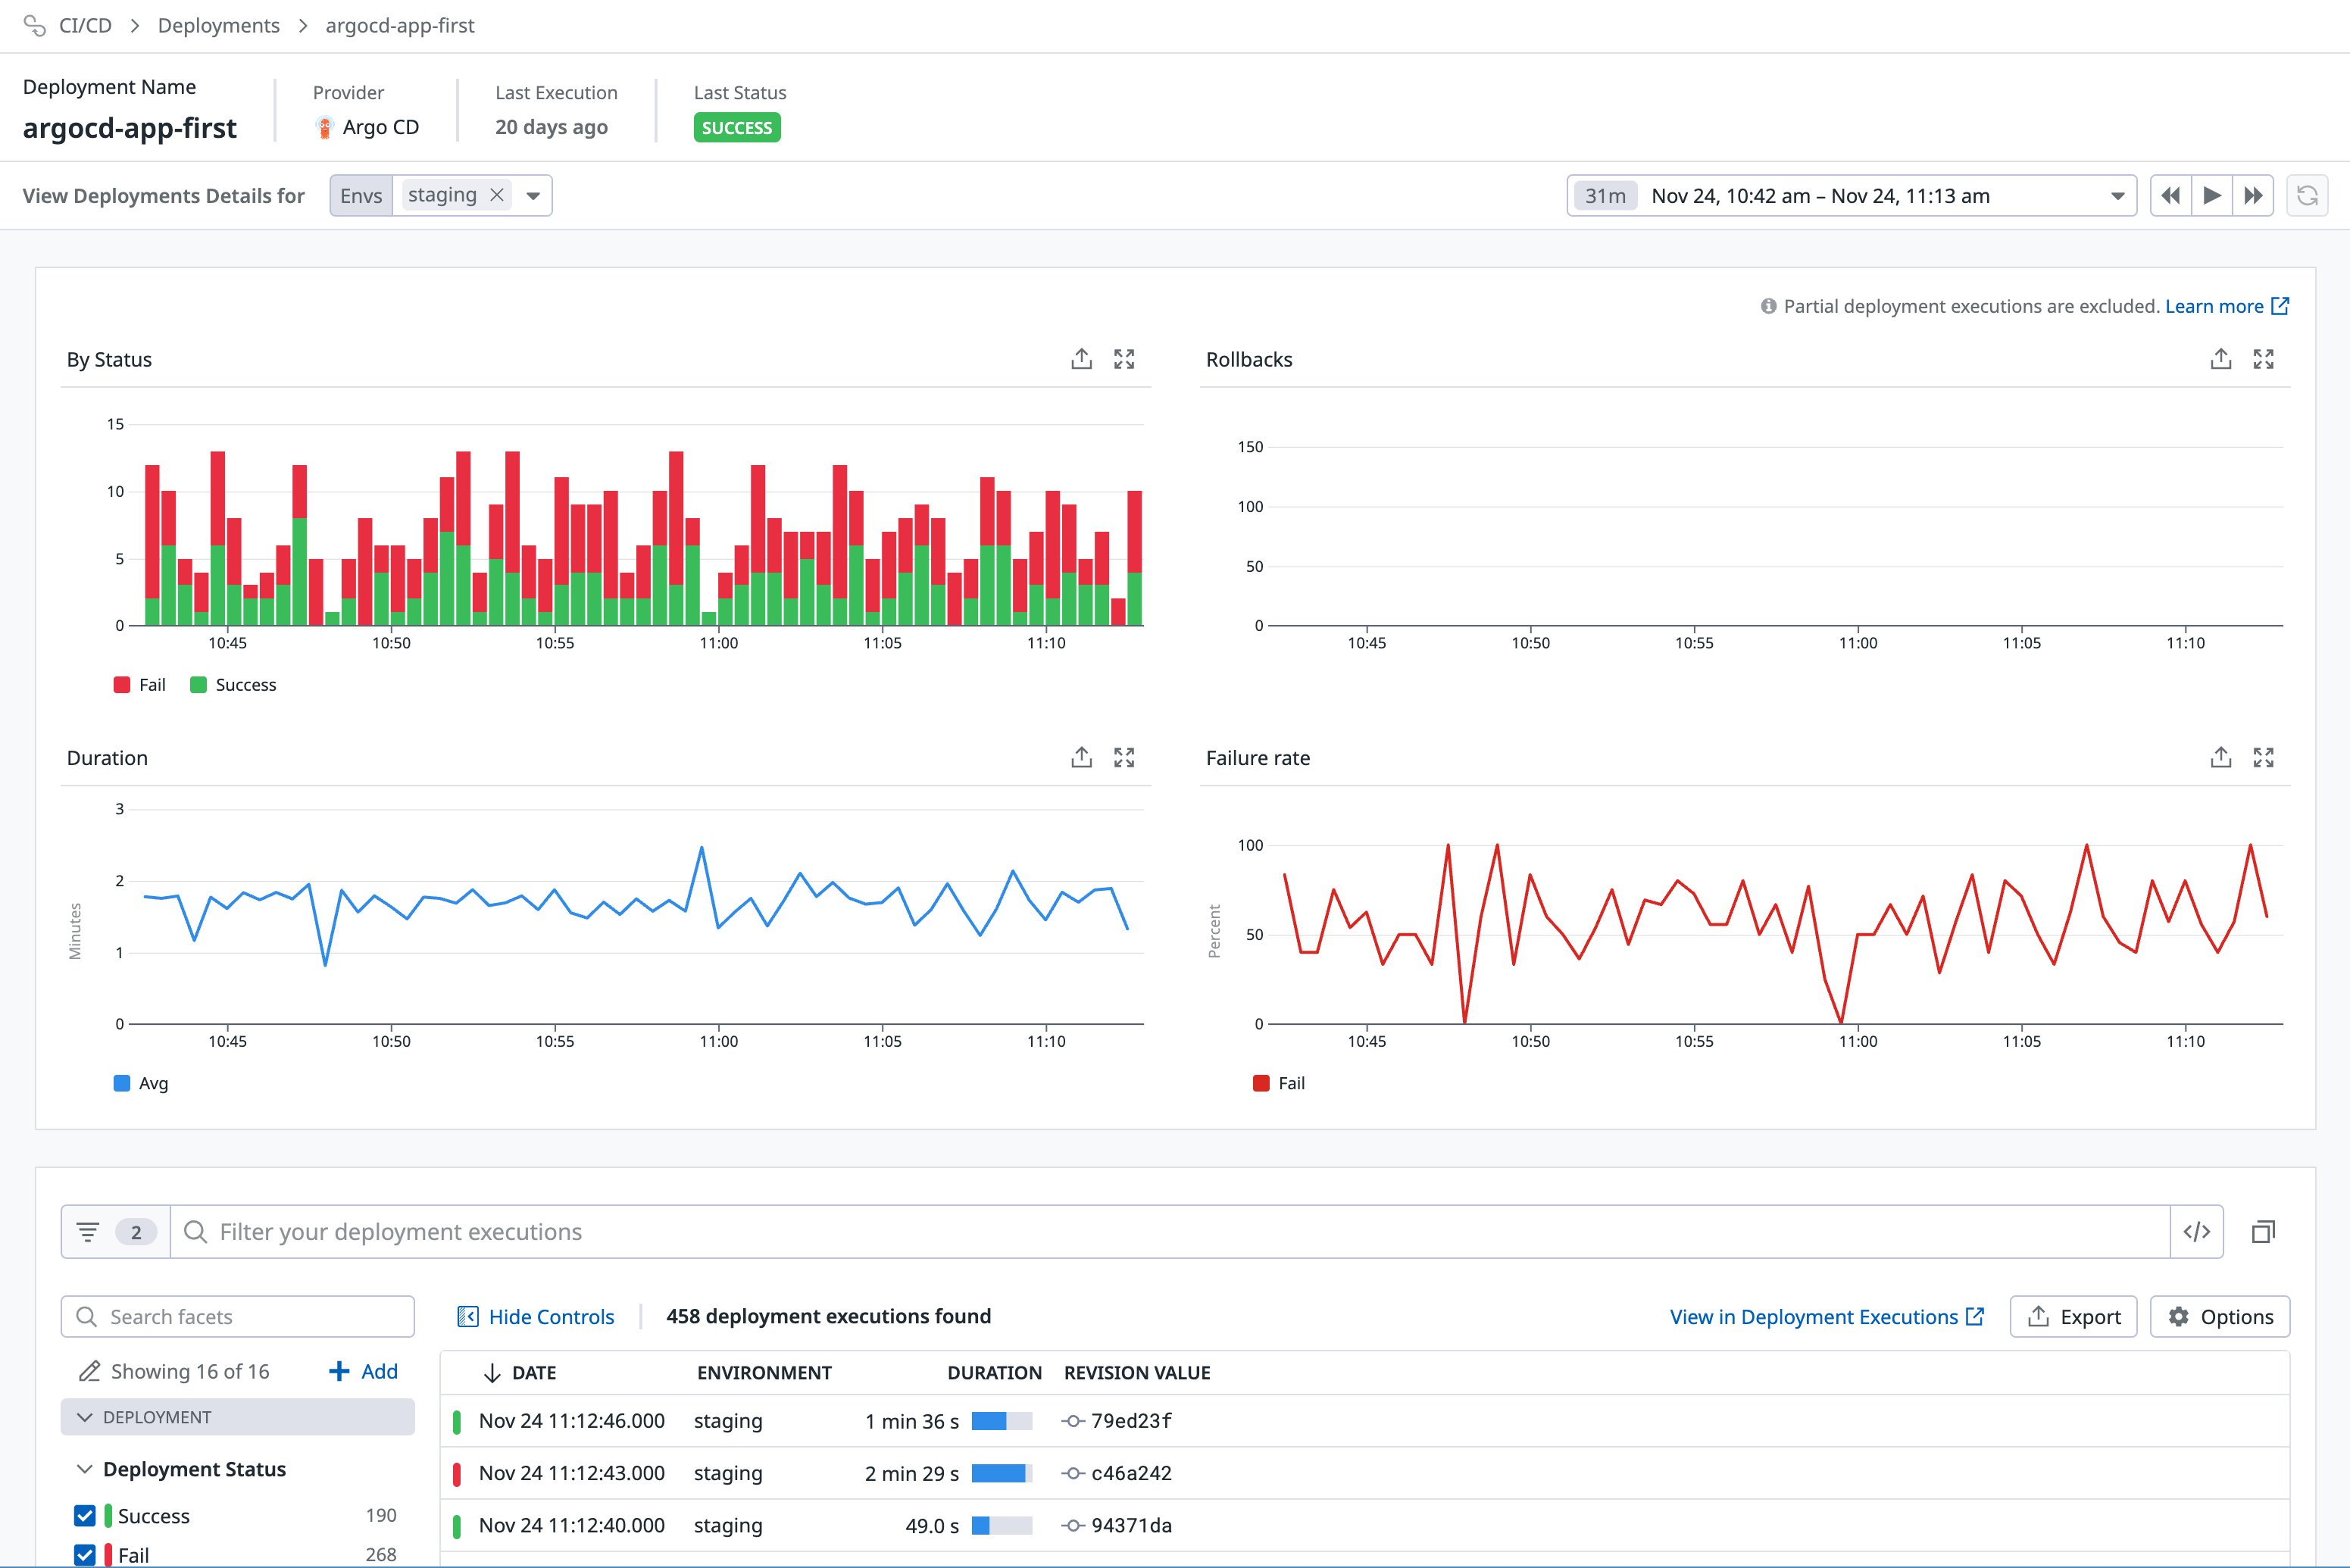 CI/CD > Deployments > argocd-app-first
Deployment Name
argocd-app-first
Provider
Argo CD
Last Execution
20 days ago
Last Status
SUCCESS
View Deployments Details for
Envs
staging
31m
Nov 24, 10:42 am – Nov 24, 11:13 am
Partial deployment executions are excluded. Learn more
By Status
15
10
5
0
10:45 10:50 10:55 11:00 11:05 11:10
Fail
Success
Rollbacks
150
100
50
0
10:45 10:50 10:55 11:00 11:05 11:10
Duration
Minutes
3
2
1
0
10:45 10:50 10:55 11:00 11:05 11:10
Avg
Failure rate
Percent
100
50
0
10:45 10:50 10:55 11:00 11:05 11:10
Fail
2
Filter your deployment executions
</>
Search facets
Showing 16 of 16
+ Add
DEPLOYMENT
Deployment Status
Success 190
Fail 268
Hide Controls
458 deployment executions found
View in Deployment Executions
Export
Options
DATE ENVIRONMENT DURATION REVISION VALUE
Nov 24 11:12:46.000 staging 1 min 36 s 79ed23f
Nov 24 11:12:43.000 staging 2 min 29 s c46a242
Nov 24 11:12:40.000 staging 49.0 s 94371da